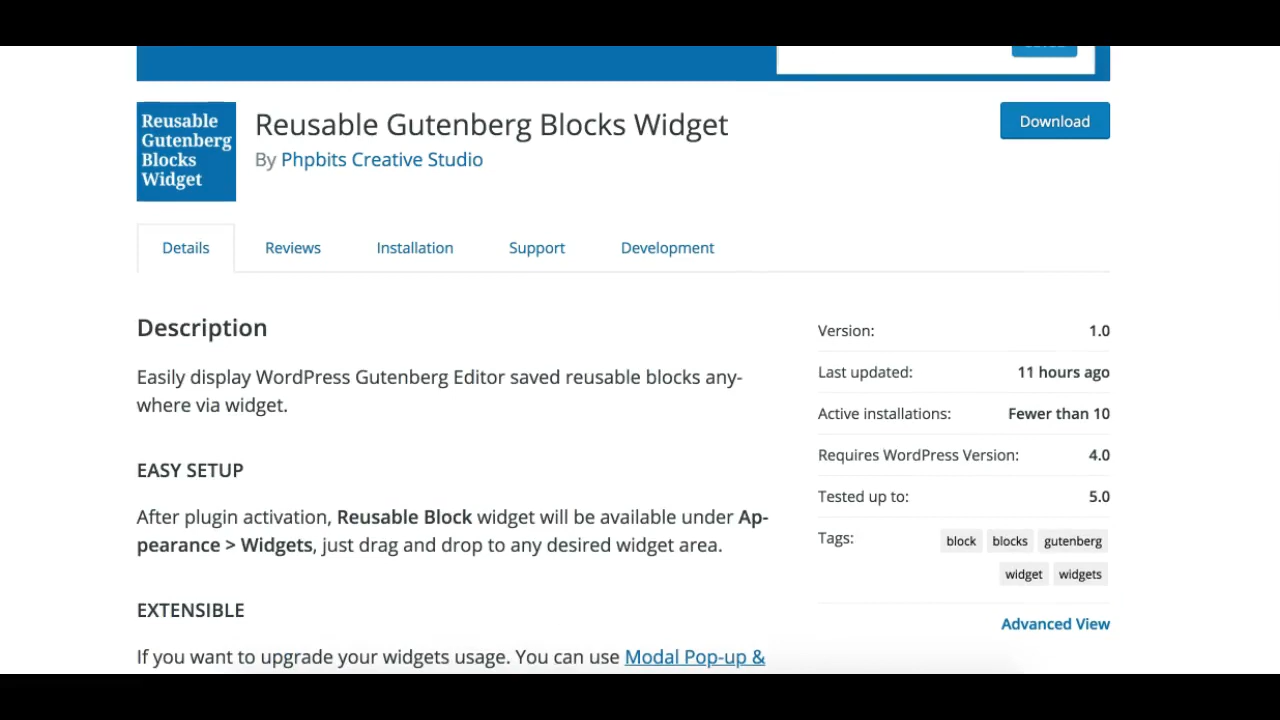 Reusable
Gutenberg
Blocks
Widget
Reusable Gutenberg Blocks Widget
By Phpbits Creative Studio
Download
Details
Reviews
Installation
Support
Development
Description
Easily display WordPress Gutenberg Editor saved reusable blocks any-
where via widget.
EASY SETUP
After plugin activation, Reusable Block widget will be available under Ap-
pearance > Widgets, just drag and drop to any desired widget area.
EXTENSIBLE
If you want to upgrade your widgets usage. You can use Modal Pop-up &
Version: 1.0
Last updated: 11 hours ago
Active installations: Fewer than 10
Requires WordPress Version: 4.0
Tested up to: 5.0
Tags: block blocks gutenberg
widget widgets
Advanced View